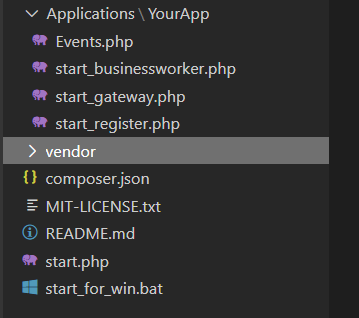 Applications \ YourApp
Events.php
start_businessworker.php
start_gateway.php
start_register.php
vendor
composer.json
MIT-LICENSE.txt
README.md
start.php
start_for_win.bat